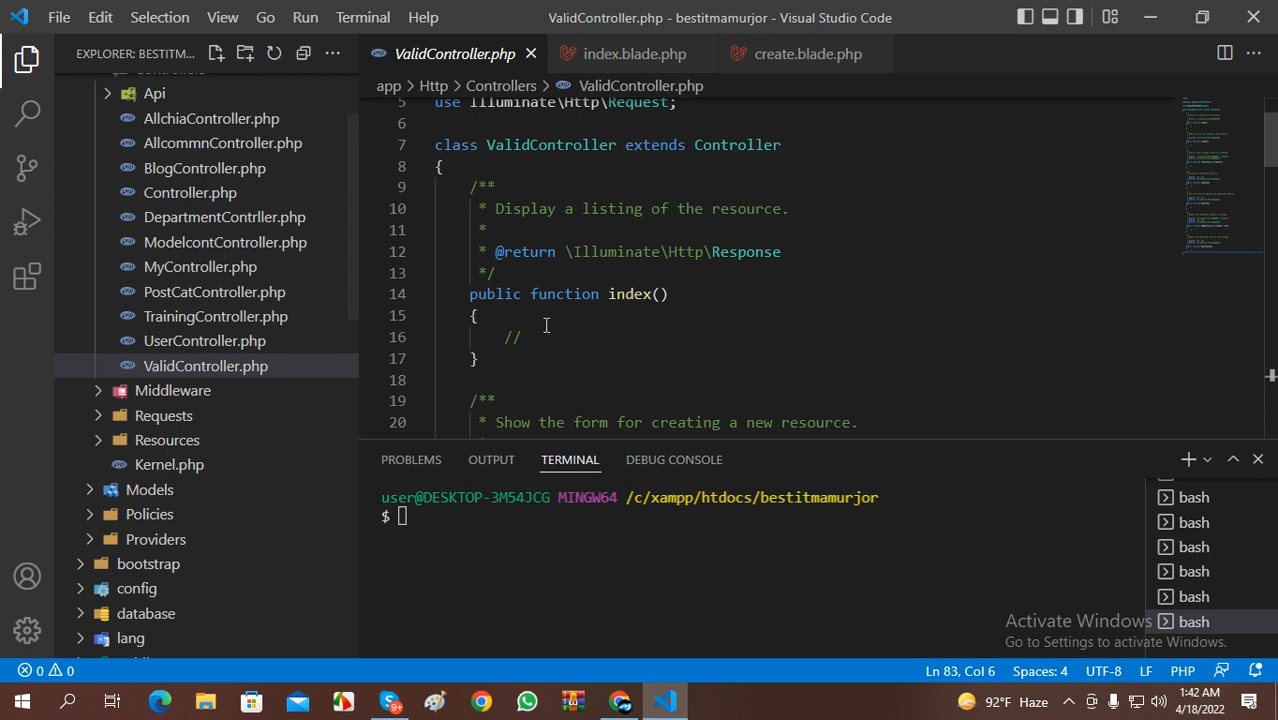 File Edit Selection View Go Run Terminal Help ValidController.php - bestitmamurjor - Visual Studio Code
EXPLORER: BESTITM... ValidController.php index.blade.php create.blade.php
app > Http > Controllers > ValidController.php
Api
AllchiaController.php
AllcommnController.php
BlogController.php
Controller.php
DepartmentContrller.php
ModelcontController.php
MyController.php
PostCatController.php
TrainingController.php
UserController.php
ValidController.php
Middleware
Requests
Resources
Kernel.php
Models
Policies
Providers
bootstrap
config
database
lang
5 use Illuminate\Http\Request;
6
7 class ValidController extends Controller
8 {
9 /**
10 * Display a listing of the resource.
11 *
12 * @return \Illuminate\Http\Response
13 */
14 public function index()
15 {
16 //
17 }
18
19 /**
20 * Show the form for creating a new resource.
PROBLEMS OUTPUT TERMINAL DEBUG CONSOLE
user@DESKTOP-3M54JCG MINGW64 /c/xampp/htdocs/bestitmamurjor
$
bash
bash
bash
bash
bash
bash
Activate Windows
Go to Settings to activate Windows.
0 0 Ln 83, Col 6 Spaces: 4 UTF-8 LF PHP
9+ 92°F Haze 1:42 AM
4/18/2022